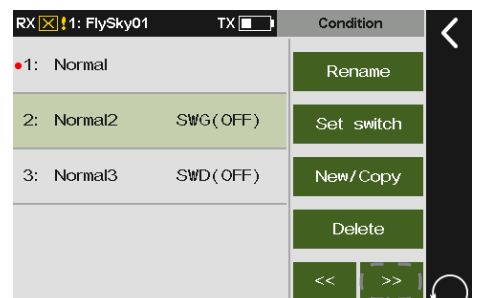 RX !1: FlySky01 TX Condition
1: Normal
Rename
2: Normal2 SWG(OFF)
Set switch
3: Normal3 SWD(OFF)
New/Copy
Delete
<< >>